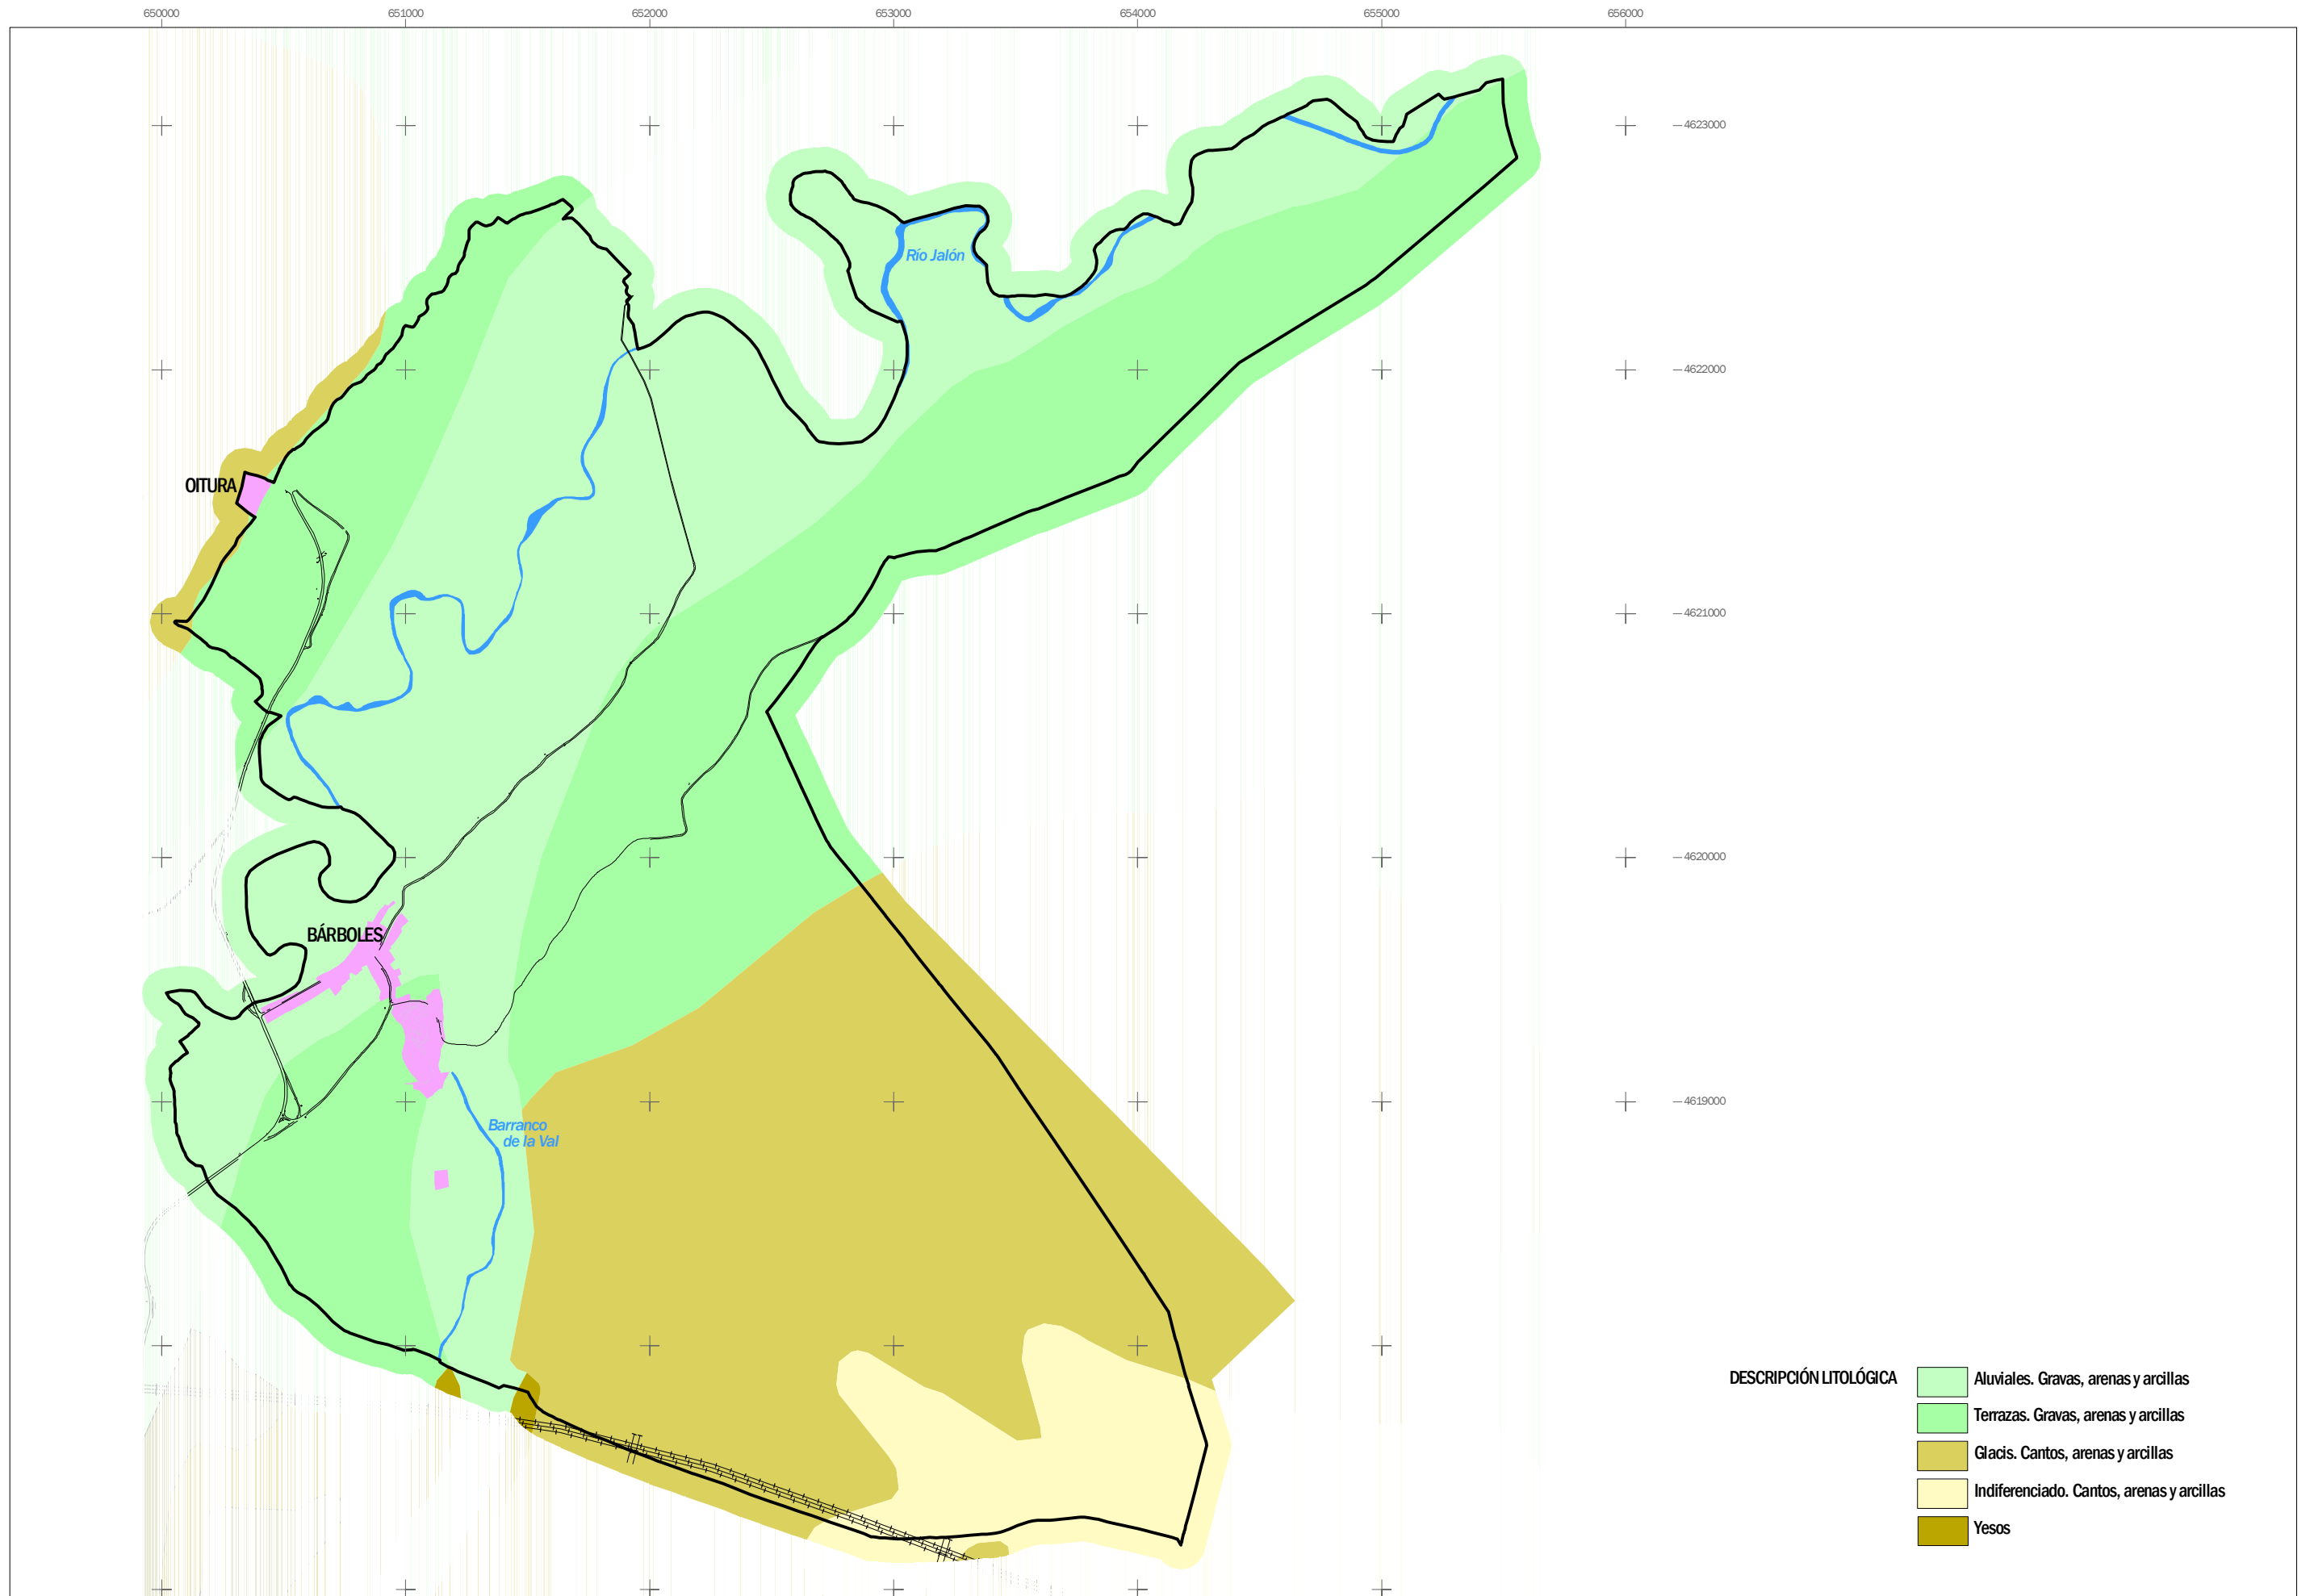 650000 651000 652000 653000 654000 655000 656000
4623000
Río Jalón
4622000
OITURA
4621000
4620000
BÁRBOLES
4619000
Barranco
de la Val
DESCRIPCIÓN LITOLÓGICA
Aluviales. Gravas, arenas y arcillas
Terrazas. Gravas, arenas y arcillas
Glacis. Cantos, arenas y arcillas
Indiferenciado. Cantos, arenas y arcillas
Yesos